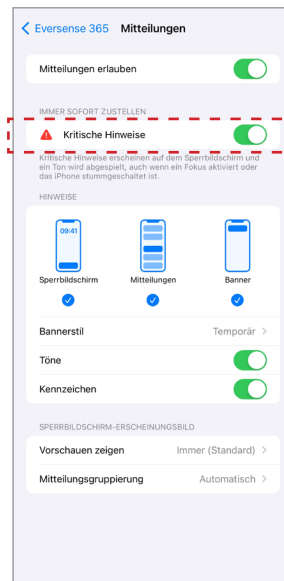 Eversense 365 Mitteilungen
Mitteilungen erlauben
IMMER SOFORT ZUSTELLEN
Kritische Hinweise
Kritische Hinweise erscheinen auf dem Sperrbildschirm und
ein Ton wird abgespielt, auch wenn ein Fokus aktiviert oder
das iPhone stummgeschaltet ist.
HINWEISE
09:41
Sperrbildschirm Mitteilungen Banner
Bannerstil Temporär
Töne
Kennzeichen
SPERRBILDSCHIRM-ERSCHEINUNGSBILD
Vorschauen zeigen Immer (Standard)
Mitteilungsgruppierung Automatisch